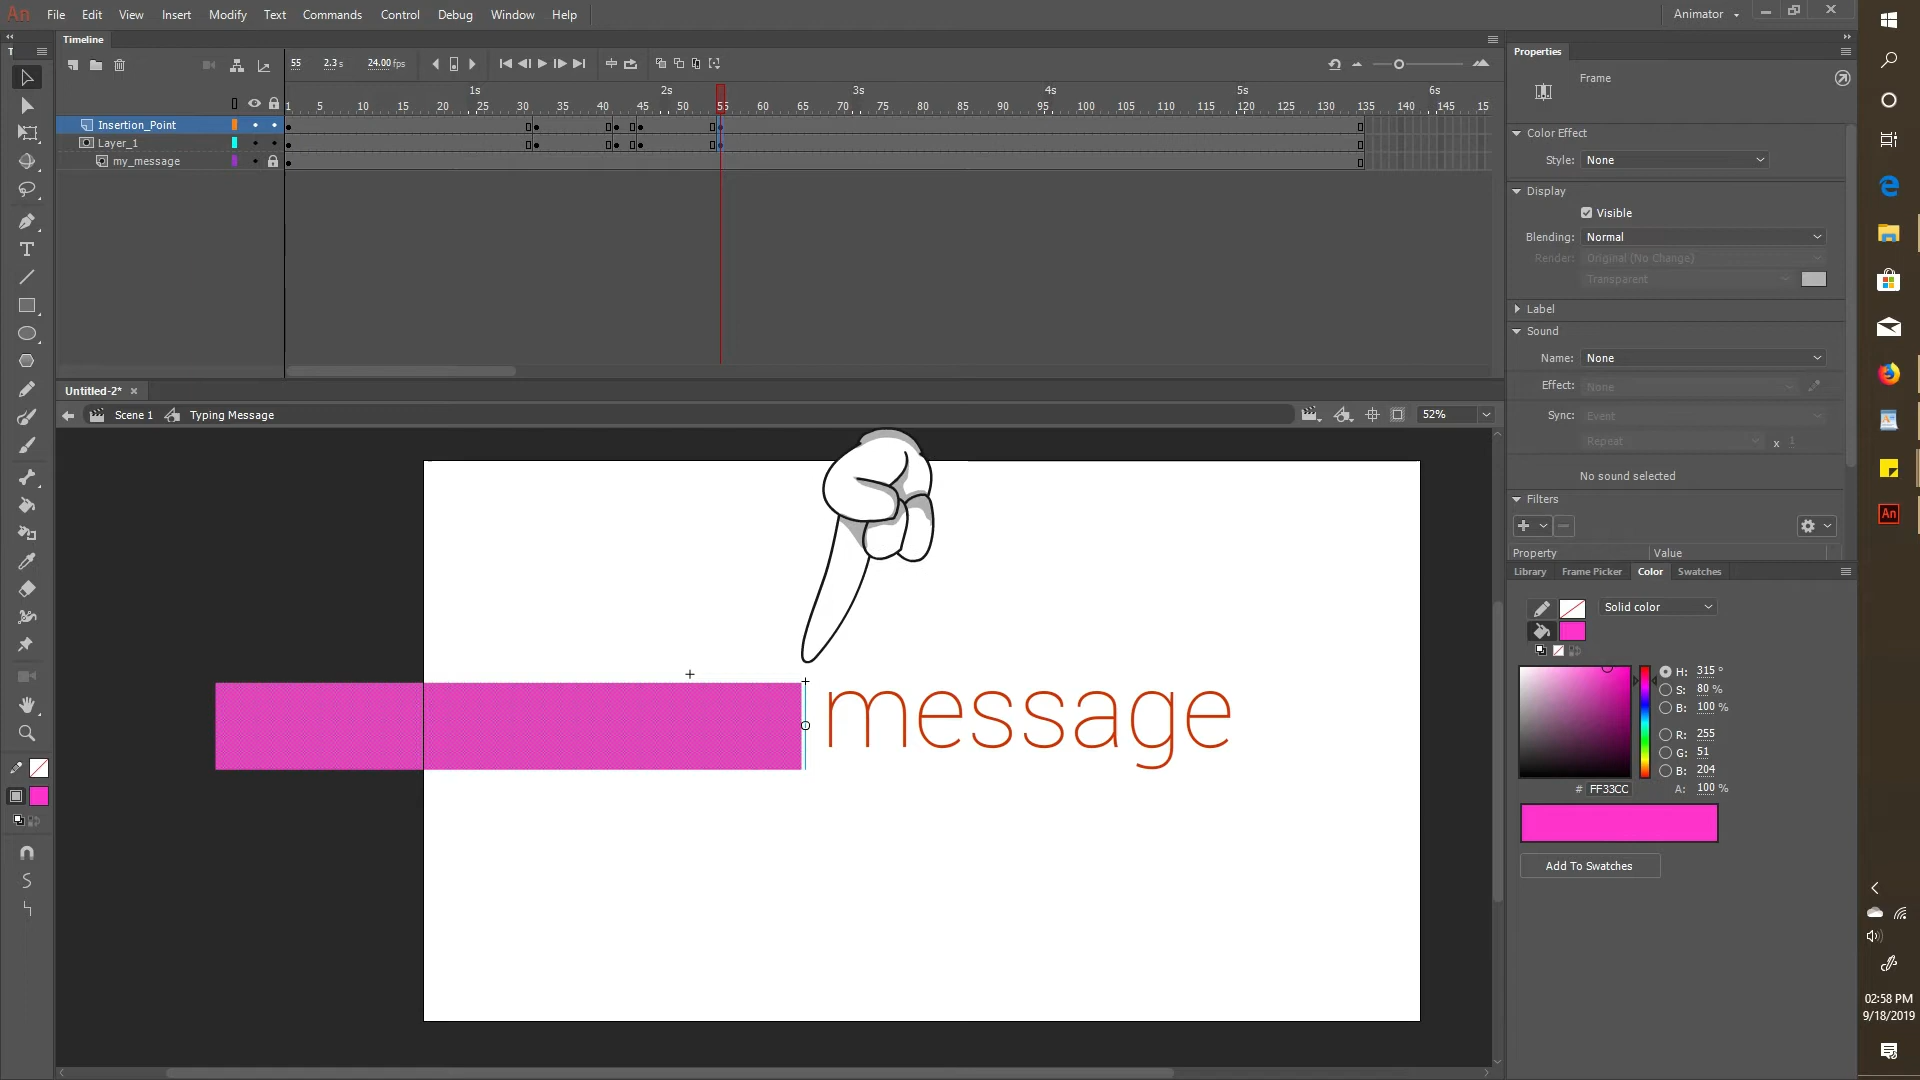 An File Edit View Insert Modify Text Commands Control Debug Window Help Animator
Timeline
T
55 2.3 s 24.00 fps
1s 2s 3s 4s 5s 6s
1 5 10 15 20 25 30 35 40 45 50 55 60 65 70 75 80 85 90 95 100 105 110 115 120 125 130 135 140 145 15
Insertion_Point
Layer_1
my_message
Untitled-2*
Scene 1 Typing Message
52%
message
Properties
Frame
Color Effect
Style: None
Display
Visible
Blending: Normal
Render: Original (No Change)
Transparent
Label
Sound
Name: None
Effect: None
Sync: Event
Repeat x 1
No sound selected
Filters
Property Value
Library Frame Picker Color Swatches
Solid color
H: 315 °
S: 80 %
B: 100 %
R: 255
G: 51
B: 204
# FF33CC A: 100 %
Add To Swatches
An
02:58 PM
9/18/2019